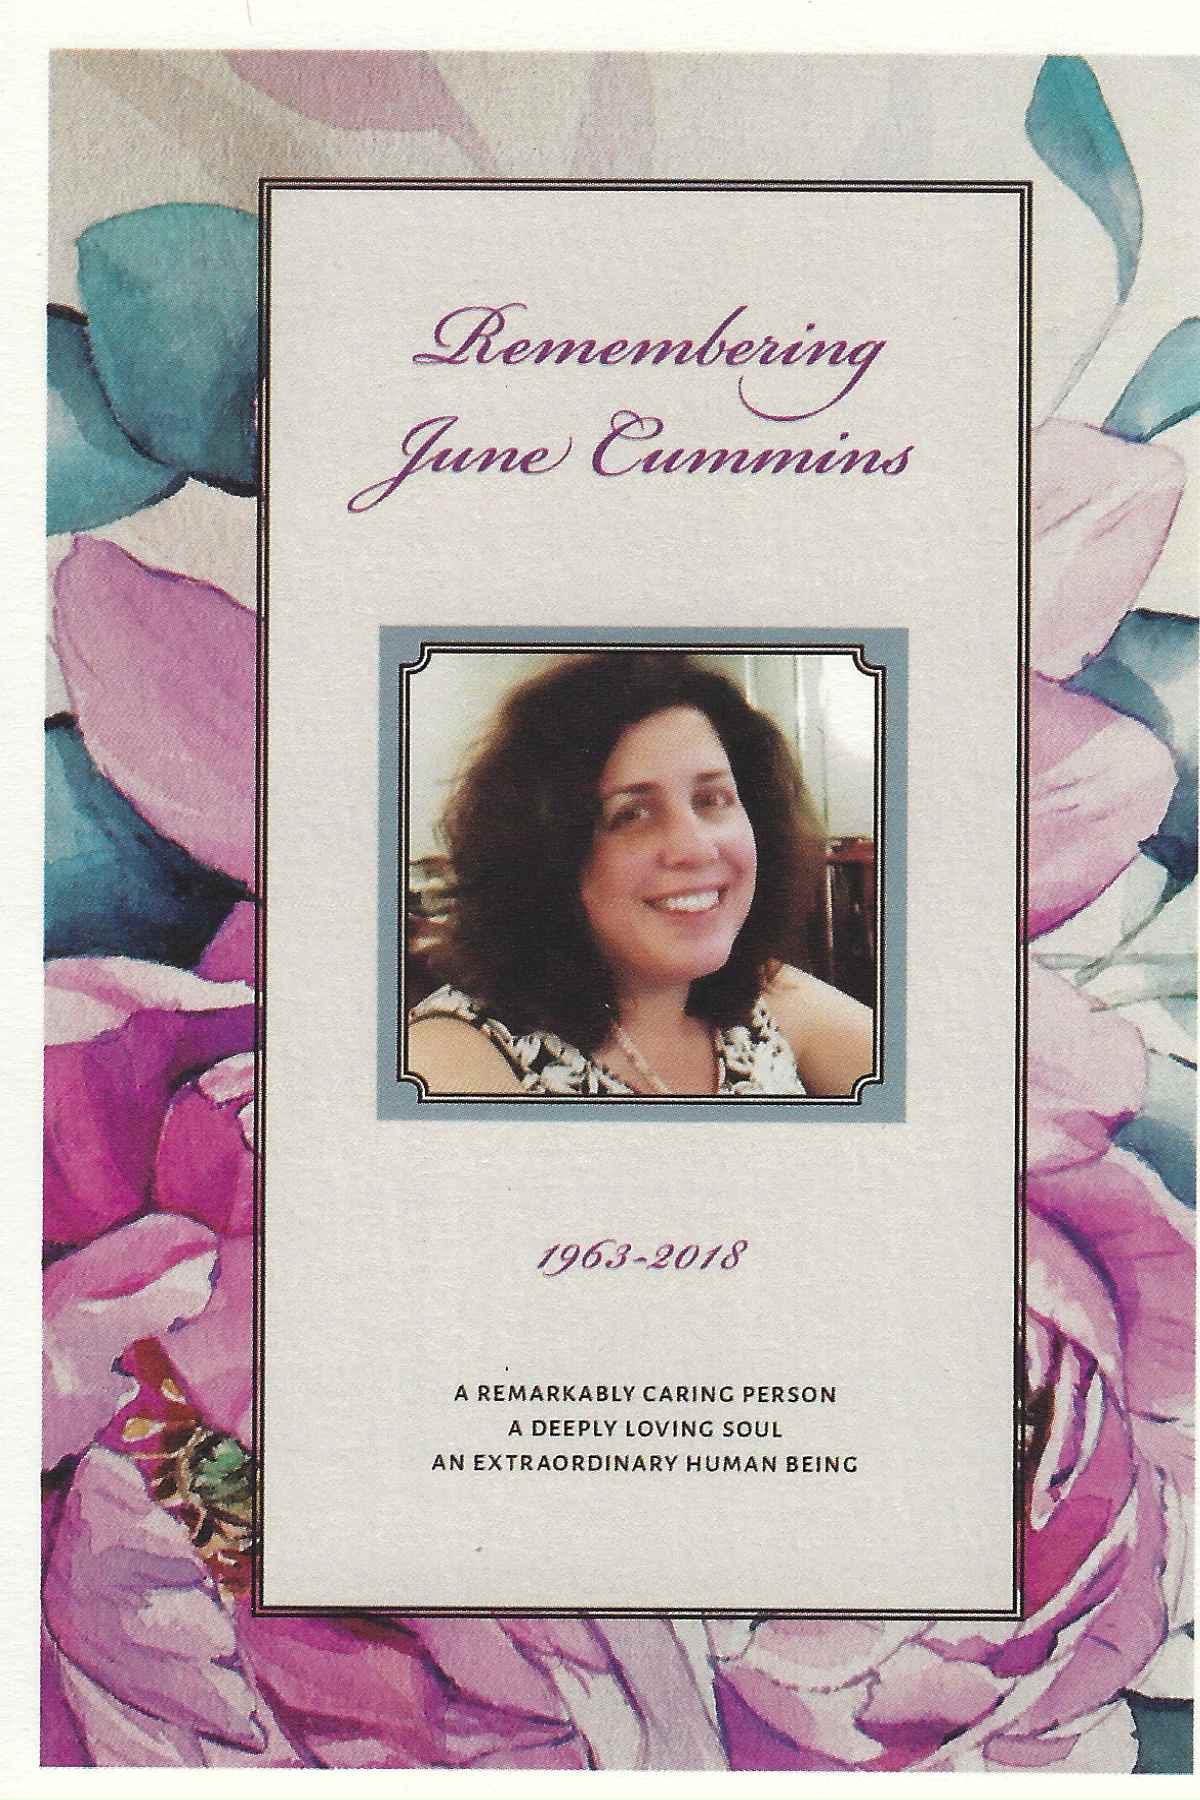 Remembering
June Cummins
1963-2018
A REMARKABLY CARING PERSON
A DEEPLY LOVING SOUL
AN EXTRAORDINARY HUMAN BEING